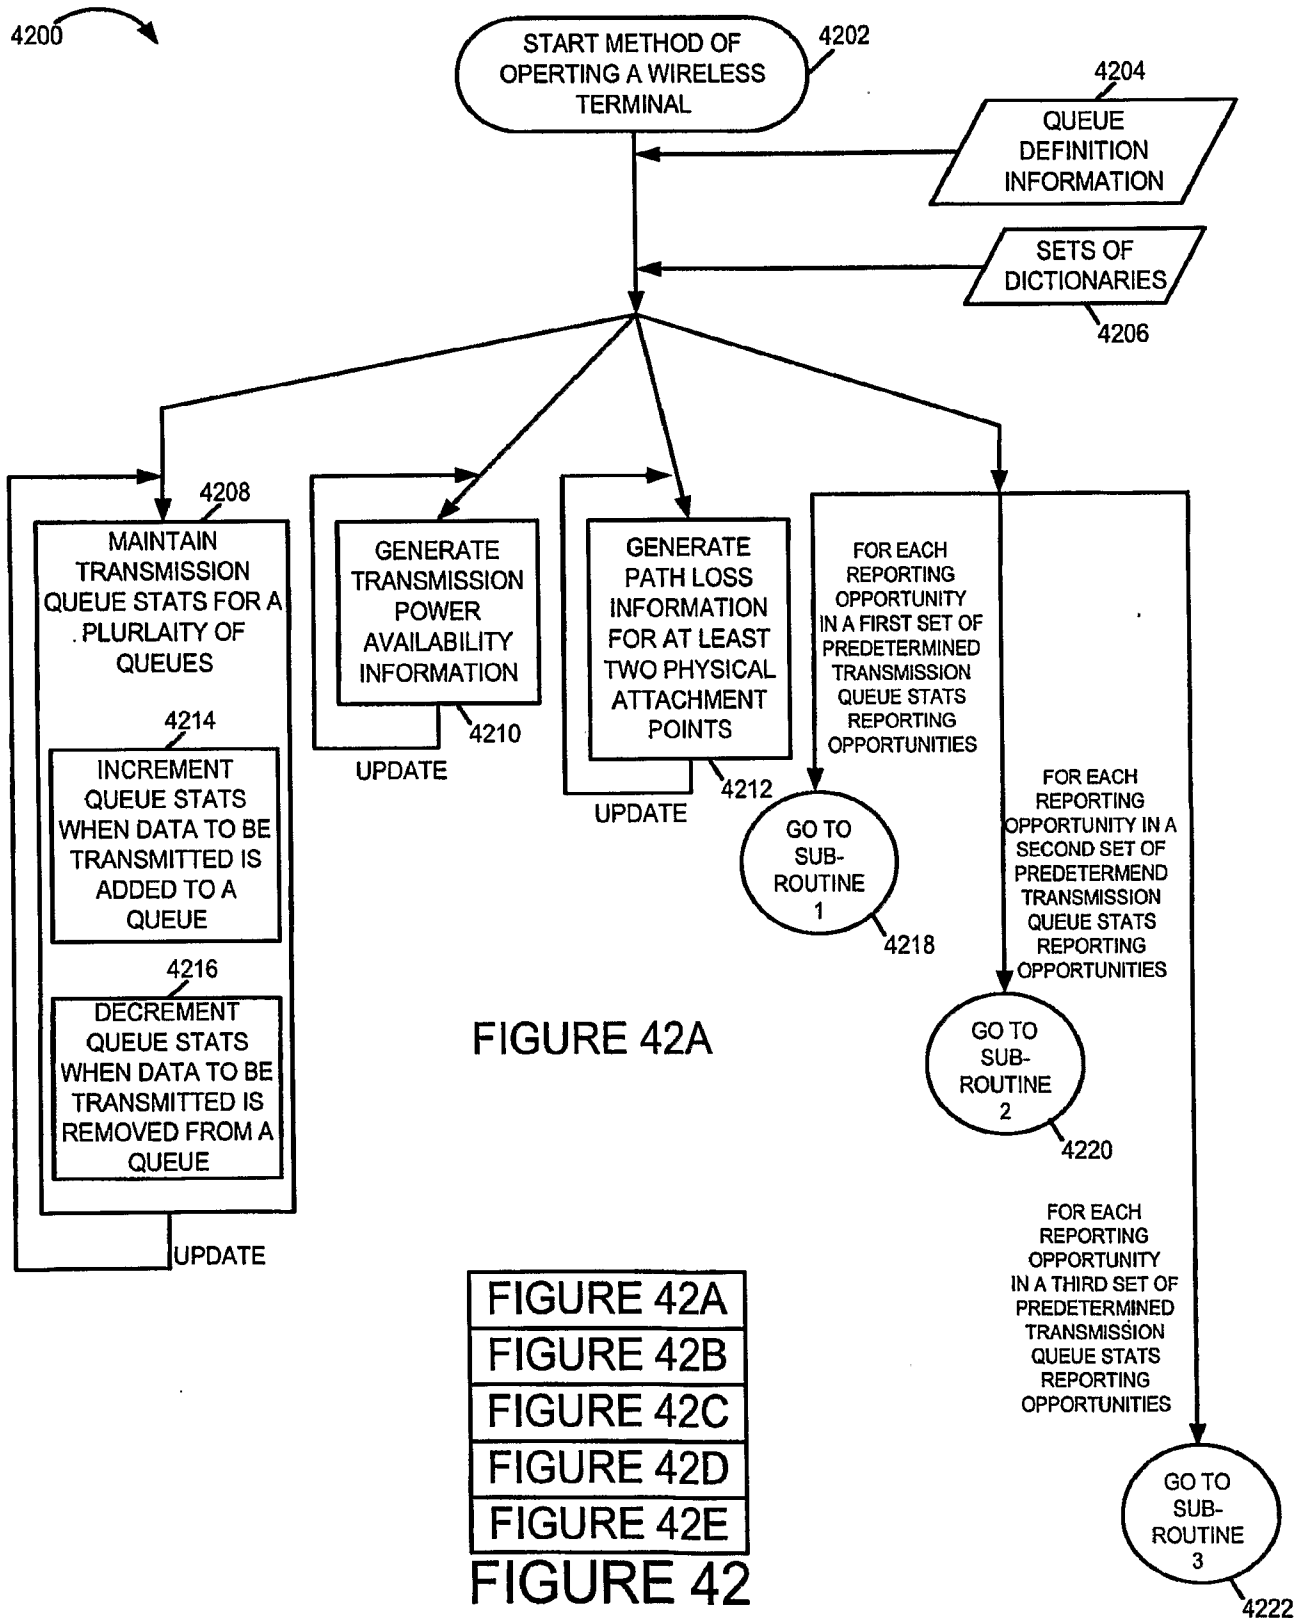 4200
START METHOD OF
OPERTING A WIRELESS
TERMINAL
4202
4204
QUEUE
DEFINITION
INFORMATION
SETS OF
DICTIONARIES
4206
4208
MAINTAIN
TRANSMISSION
QUEUE STATS FOR A
PLURLAITY OF
QUEUES
4214
INCREMENT
QUEUE STATS
WHEN DATA TO BE
TRANSMITTED IS
ADDED TO A
QUEUE
4216
DECREMENT
QUEUE STATS
WHEN DATA TO BE
TRANSMITTED IS
REMOVED FROM A
QUEUE
UPDATE
GENERATE
TRANSMISSION
POWER
AVAILABILITY
INFORMATION
4210
UPDATE
GENERATE
PATH LOSS
INFORMATION
FOR AT LEAST
TWO PHYSICAL
ATTACHMENT
POINTS
4212
UPDATE
FOR EACH
REPORTING
OPPORTUNITY
IN A FIRST SET OF
PREDETERMINED
TRANSMISSION
QUEUE STATS
REPORTING
OPPORTUNITIES
GO TO
SUB-
ROUTINE
1
4218
FOR EACH
REPORTING
OPPORTUNITY IN A
SECOND SET OF
PREDETERMEND
TRANSMISSION
QUEUE STATS
REPORTING
OPPORTUNITIES
GO TO
SUB-
ROUTINE
2
4220
FOR EACH
REPORTING
OPPORTUNITY
IN A THIRD SET OF
PREDETERMINED
TRANSMISSION
QUEUE STATS
REPORTING
OPPORTUNITIES
GO TO
SUB-
ROUTINE
3
4222
FIGURE 42A
FIGURE 42A
FIGURE 42B
FIGURE 42C
FIGURE 42D
FIGURE 42E
FIGURE 42